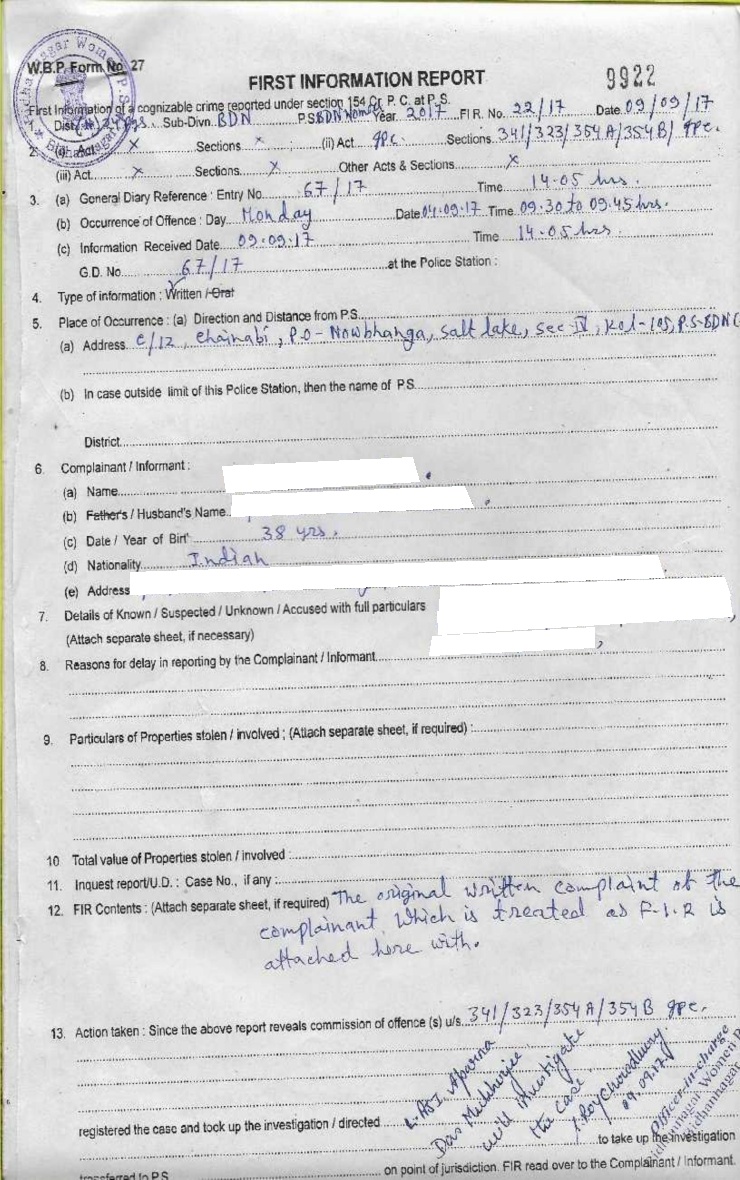 W.B.P. Form No. 27
FIRST INFORMATION REPORT 9922
First Information of a cognizable crime reported under section 154 Cr. P. C. at P.S.
Sub-Divn. BDN P.S. BDN Women Year 2017 F.I.R. No. 22/17 Date 09/09/17
2. (i) Act X Sections X (ii) Act IPC. Sections 341/323/354A/354B/ IPC.
(iii) Act X Sections X Other Acts & Sections X
3. (a) General Diary Reference : Entry No. 67/17 Time 14.05 hrs.
(b) Occurrence of Offence : Day Monday Date 04.09.17 Time 09.30 to 09.45 hrs.
(c) Information Received Date 09.09.17 Time 14.05 hrs.
G.D. No. 67/17 at the Police Station :
4. Type of information : Written / Oral
5. Place of Occurrence : (a) Direction and Distance from P.S.
(a) Address C/12, Chainabi, P.O- Nowbhanga, Salt lake, Sec IV, Kol-105, P.S-BDN(
(b) In case outside limit of this Police Station, then the name of P.S.
District
6. Complainant / Informant :
(a) Name
(b) Father's / Husband's Name
(c) Date / Year of Birt 38 yrs.
(d) Nationality Indian
(e) Address
7. Details of Known / Suspected / Unknown / Accused with full particulars
(Attach separate sheet, if necessary)
8. Reasons for delay in reporting by the Complainant / Informant
9. Particulars of Properties stolen / involved ; (Attach separate sheet, if required) :
10 Total value of Properties stolen / involved :
11. Inquest report/U.D. : Case No., if any :
12. FIR Contents : (Attach separate sheet, if required) The original written complaint of the
complainant. Which is treated as F.I.R is
attached here with.
13. Action taken : Since the above report reveals commission of offence (s) u/s 341/323/354A/354B IPC.
L. ASI Aparna
Das Mukherjee
will investigate
the case.
J. Roy Chowdhury
09.09.17
Officer-in-charge
registered the case and tock up the investigation / directed
to take up the investigation
transferred to P.S. on point of jurisdiction. FIR read over to the Complainant / Informant.